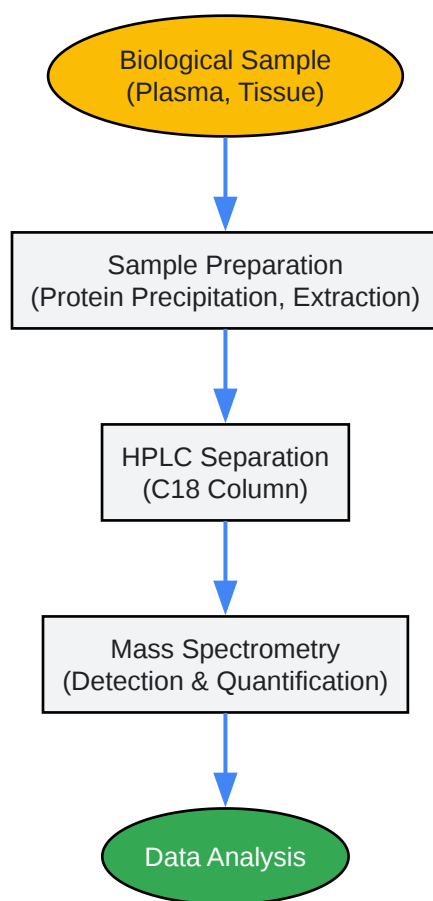 Biological Sample
(Plasma, Tissue)
Sample Preparation
(Protein Precipitation, Extraction)
HPLC Separation
(C18 Column)
Mass Spectrometry
(Detection & Quantification)
Data Analysis